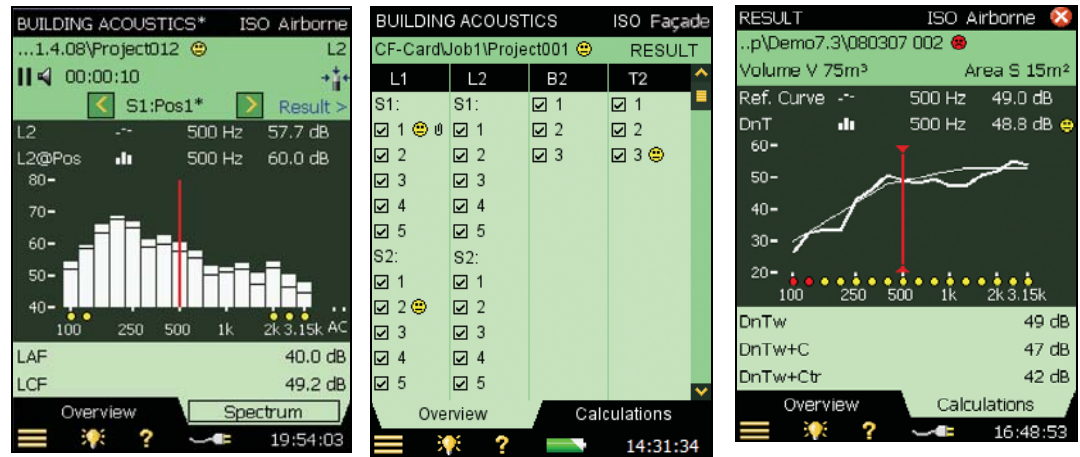 BUILDING ACOUSTICS* ISO Airborne
...1.4.08\Project012 L2
00:00:10
< S1:Pos1* > Result >
L2 500 Hz 57.7 dB
L2@Pos 500 Hz 60.0 dB
80-
70-
60-
50-
40-
100 250 500 1k 2k 3.15k AC
LAF 40.0 dB
LCF 49.2 dB
Overview Spectrum
? 19:54:03
BUILDING ACOUSTICS ISO Façade
CF-Card\Job1\Project001 RESULT
L1 L2 B2 T2
S1: S1: 1 1
1 1 2 2
2 2 3 3
3 3
4 4
5 5
S2: S2:
1 1
2 2
3 3
4 4
5 5
Overview Calculations
? 14:31:34
RESULT ISO Airborne
..p\Demo7.3\080307 002
Volume V 75m³ Area S 15m²
Ref. Curve 500 Hz 49.0 dB
DnT 500 Hz 48.8 dB
60-
50-
40-
30-
20-
100 250 500 1k 2k 3.15k
DnTw 49 dB
DnTw+C 47 dB
DnTw+Ctr 42 dB
Overview Calculations
? 16:48:53